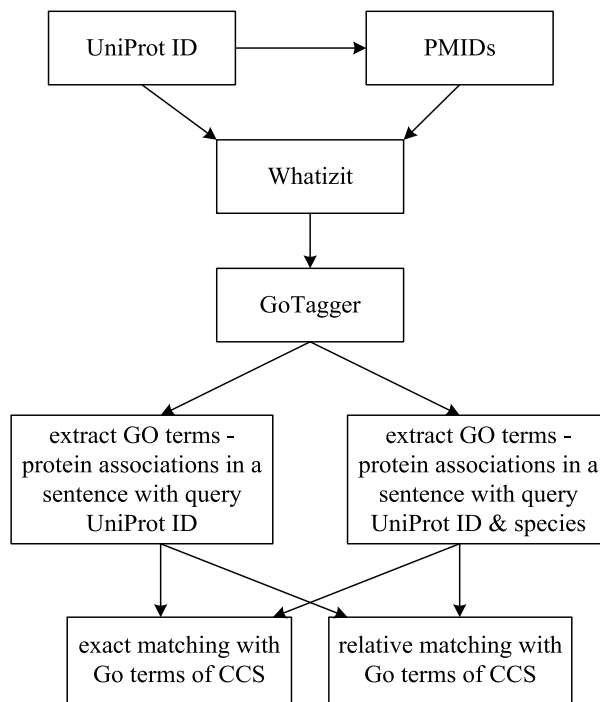 UniProt ID
PMIDs
Whatizit
GoTagger
extract GO terms -
protein associations in a
sentence with query
UniProt ID
extract GO terms -
protein associations in a
sentence with query
UniProt ID & species
exact matching with
Go terms of CCS
relative matching with
Go terms of CCS